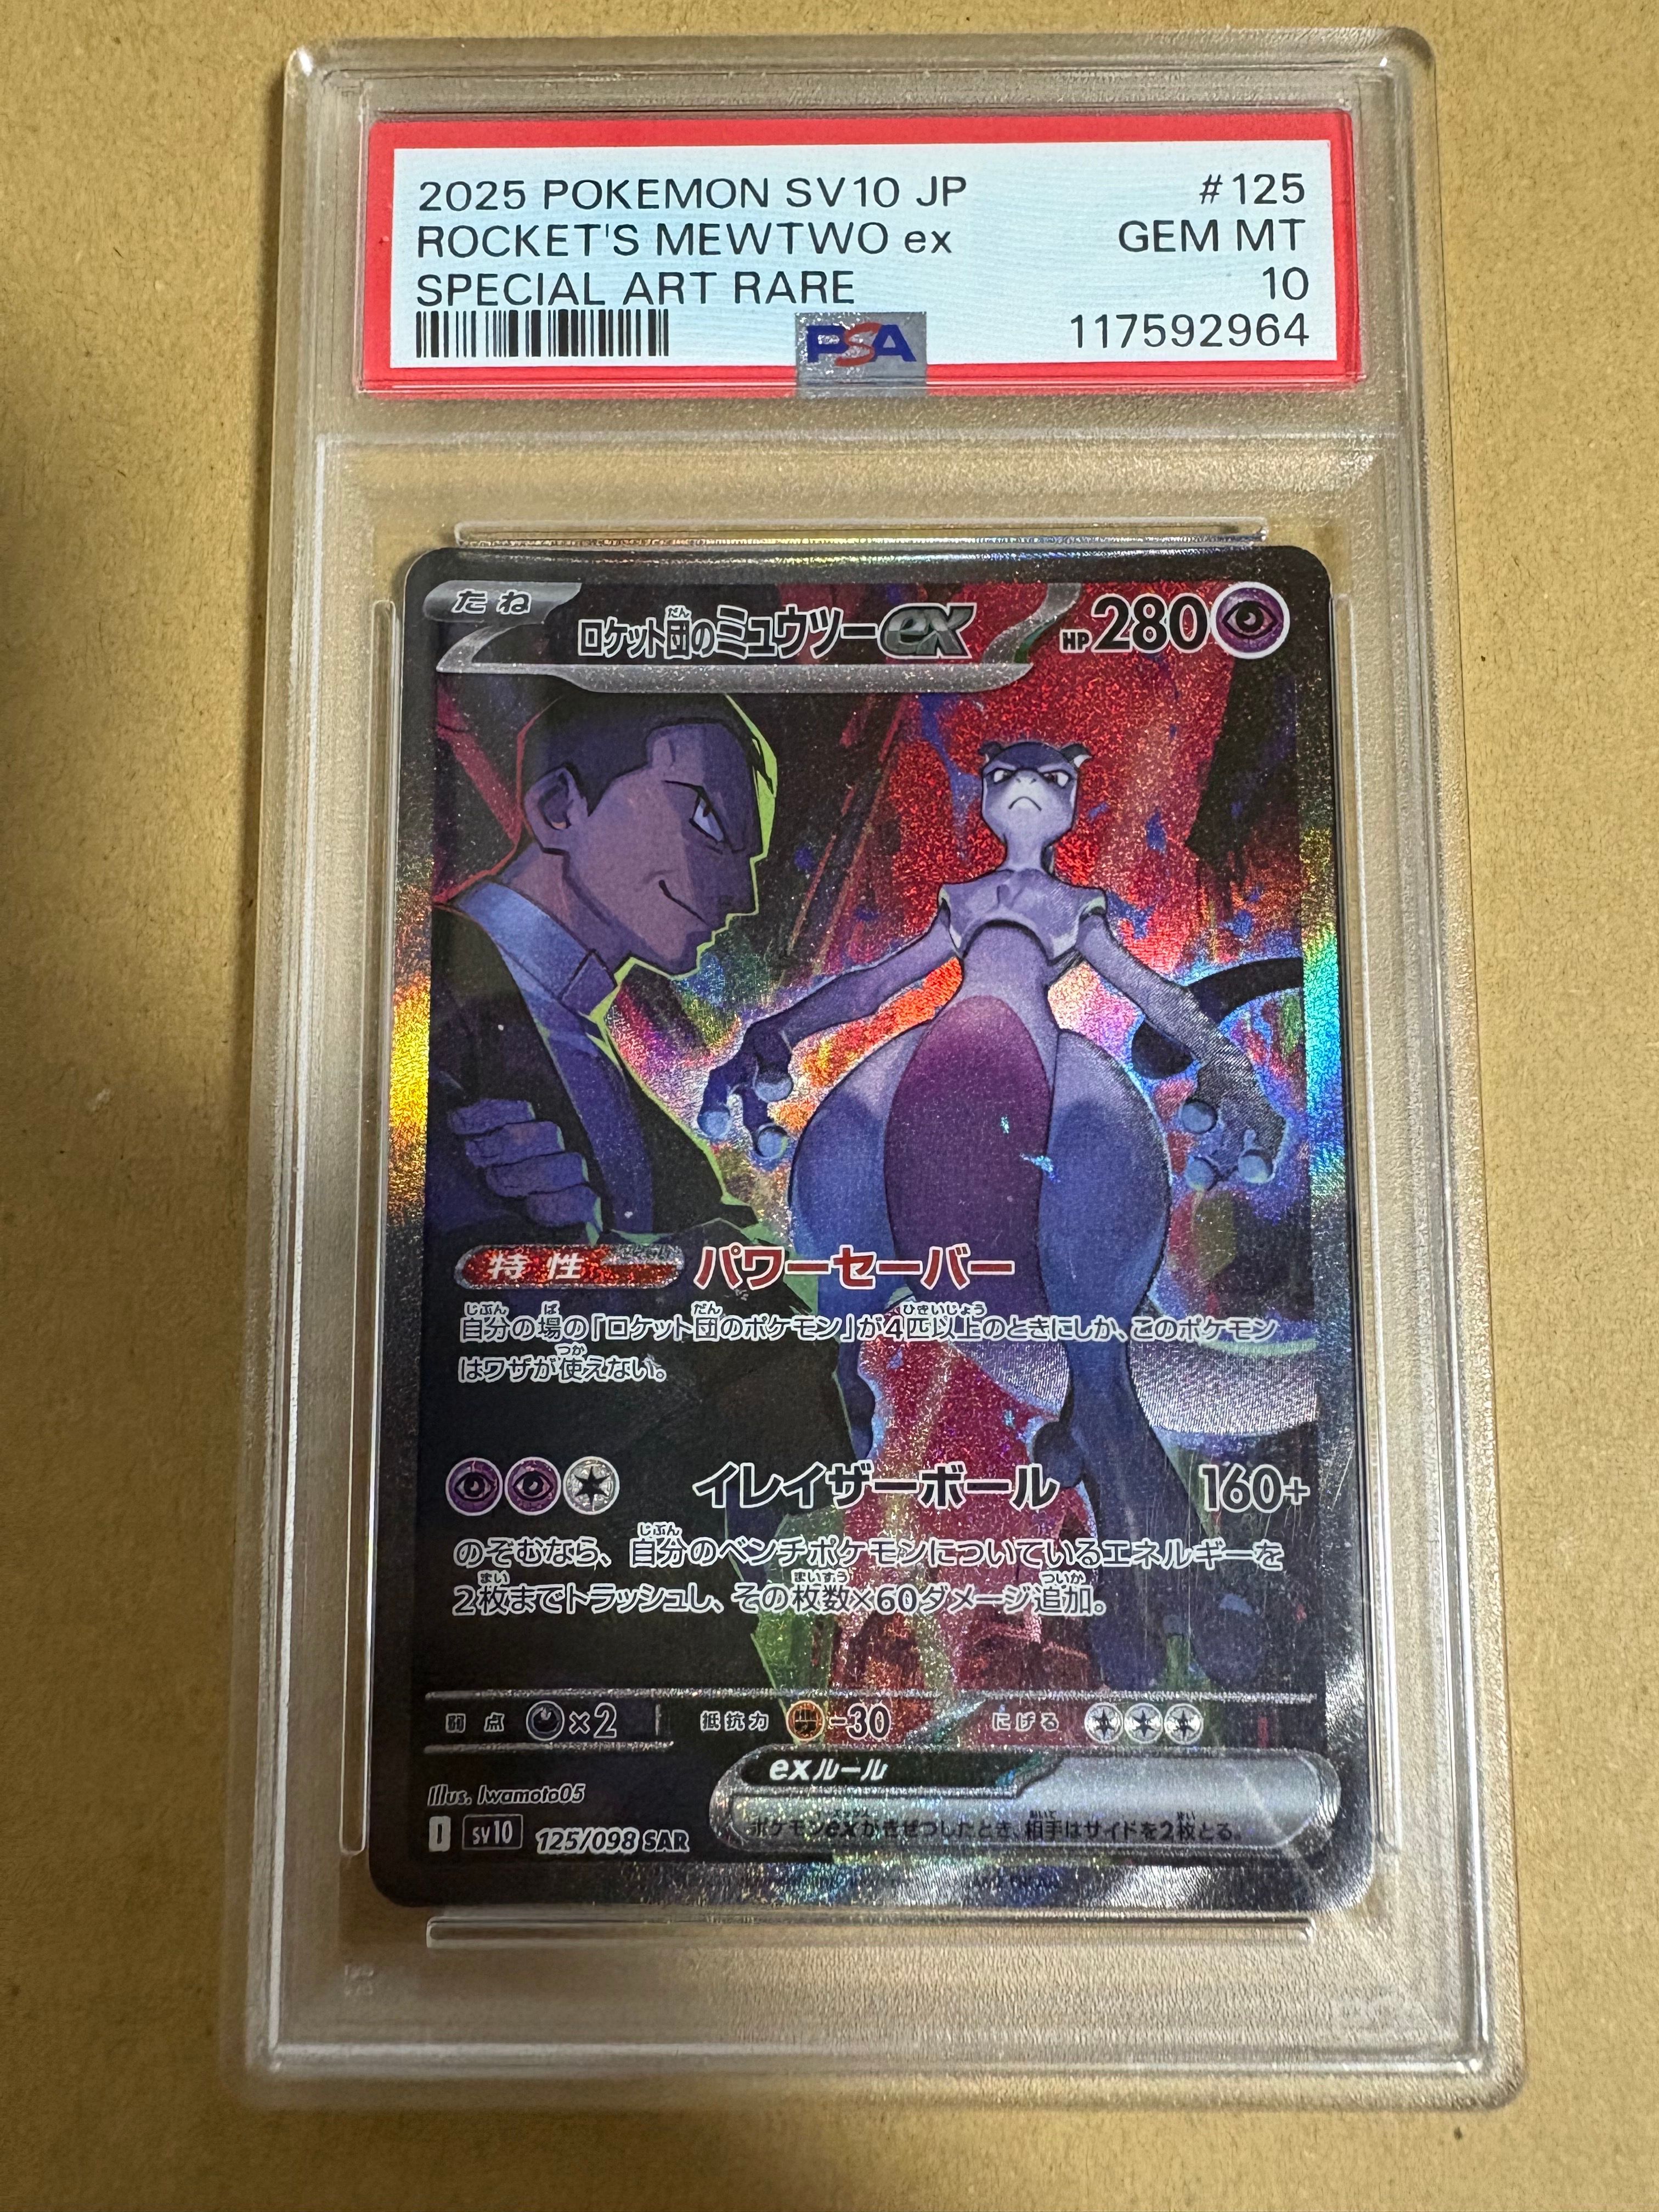 2025 POKEMON SV10 JP #125
ROCKET'S MEWTWO ex GEM MT
SPECIAL ART RARE 10
PSA 117592964
たね ロケット団のミュウツーex HP280
特性 パワーセーバー
自分の場の「ロケット団のポケモン」が4匹以上のときにしか、このポケモン
はワザが使えない。
イレイザーボール 160+
のぞむなら、自分のベンチポケモンについているエネルギーを
2枚までトラッシュし、その枚数×60ダメージ追加。
弱点 ×2 抵抗力 -30 にげる
exルール
ポケモンexがきぜつしたとき、相手はサイドを2枚とる。
Illus. Iwamoto05
I SV10 125/098 SAR